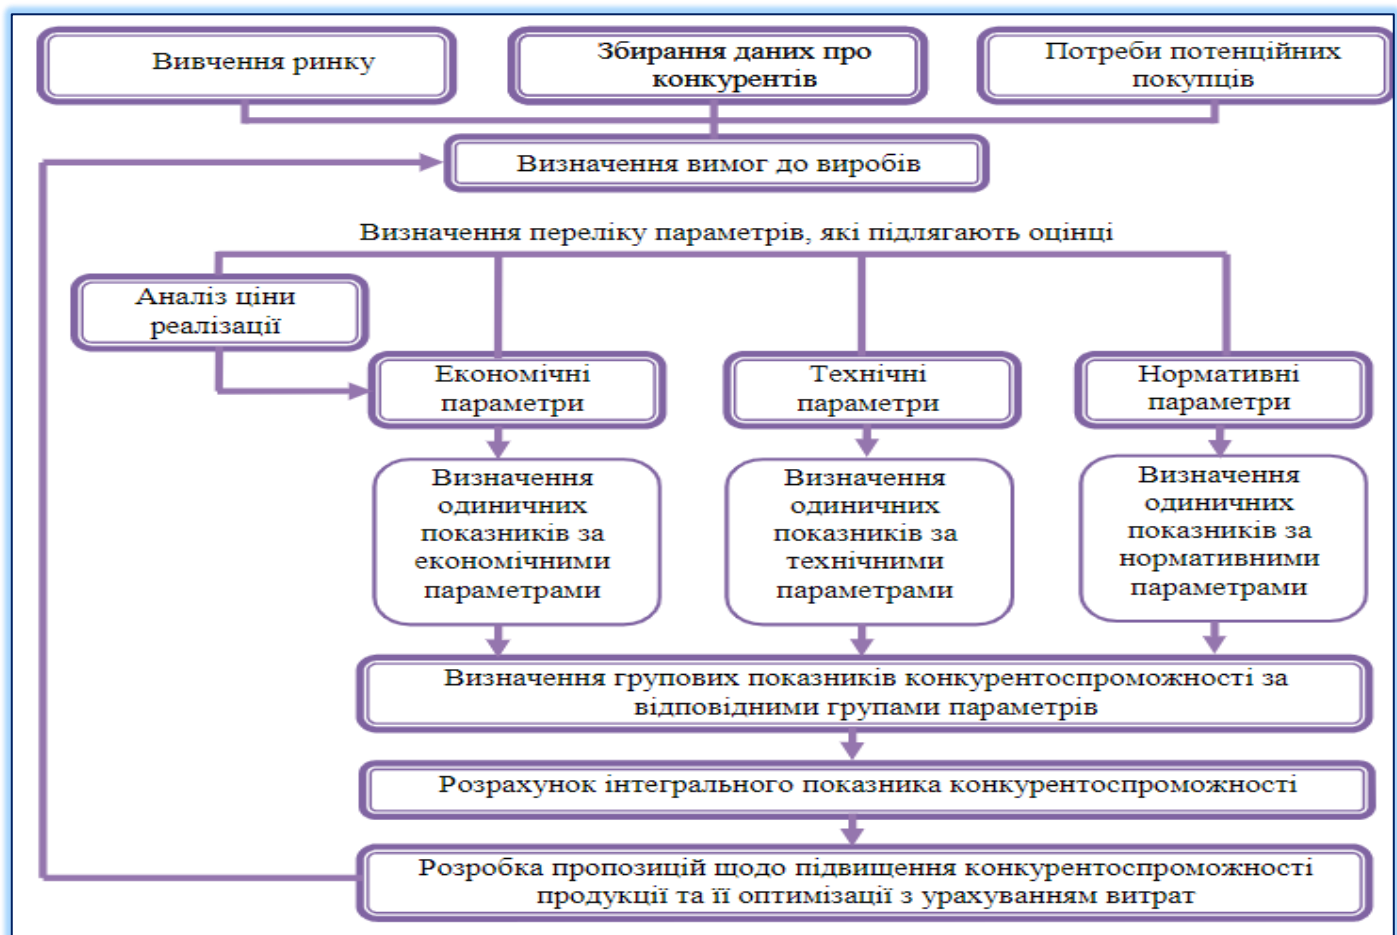 Вивчення ринку
Збирання даних про
конкурентів
Потреби потенційних
покупців
Визначення вимог до виробів
Визначення переліку параметрів, які підлягають оцінці
Аналіз ціни
реалізації
Економічні
параметри
Технічні
параметри
Нормативні
параметри
Визначення
одиничних
показників за
економічними
параметрами
Визначення
одиничних
показників за
технічними
параметрами
Визначення
одиничних
показників за
нормативними
параметрами
Визначення групових показників конкурентоспроможності за
відповідними групами параметрів
Розрахунок інтегрального показника конкурентоспроможності
Розробка пропозицій щодо підвищення конкурентоспроможності
продукції та її оптимізації з урахуванням витрат